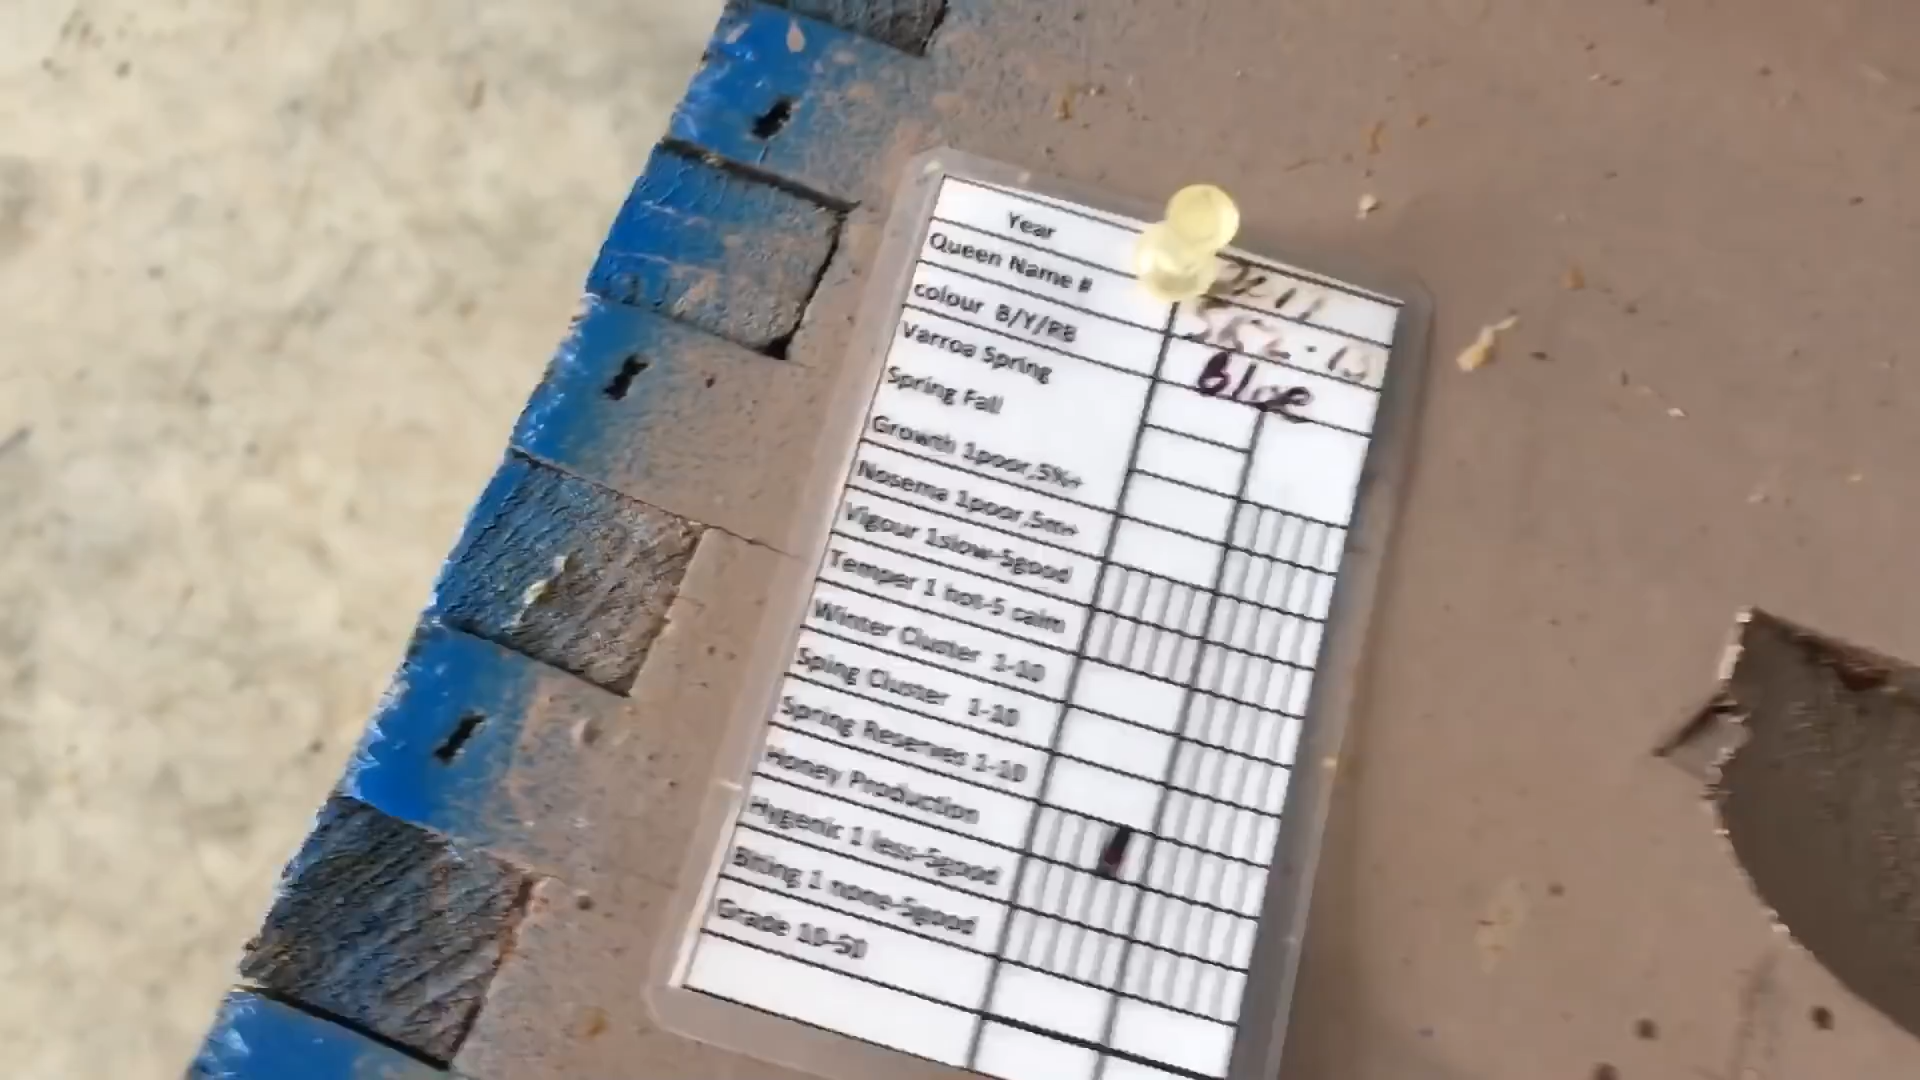 Year
Queen Name #
colour B/Y/RB Blue
Varroa Spring
Spring Fall
Growth 1poor,5%+
Nosema 1poor,5m+
Vigour 1slow-5good
Temper 1 hot-5 calm
Winter Cluster 1-10
Sping Cluster 1-10
Spring Reserves 1-10
Honey Production
Hygenic 1 less-5good
Biting 1 none-5good
Grade 10-50